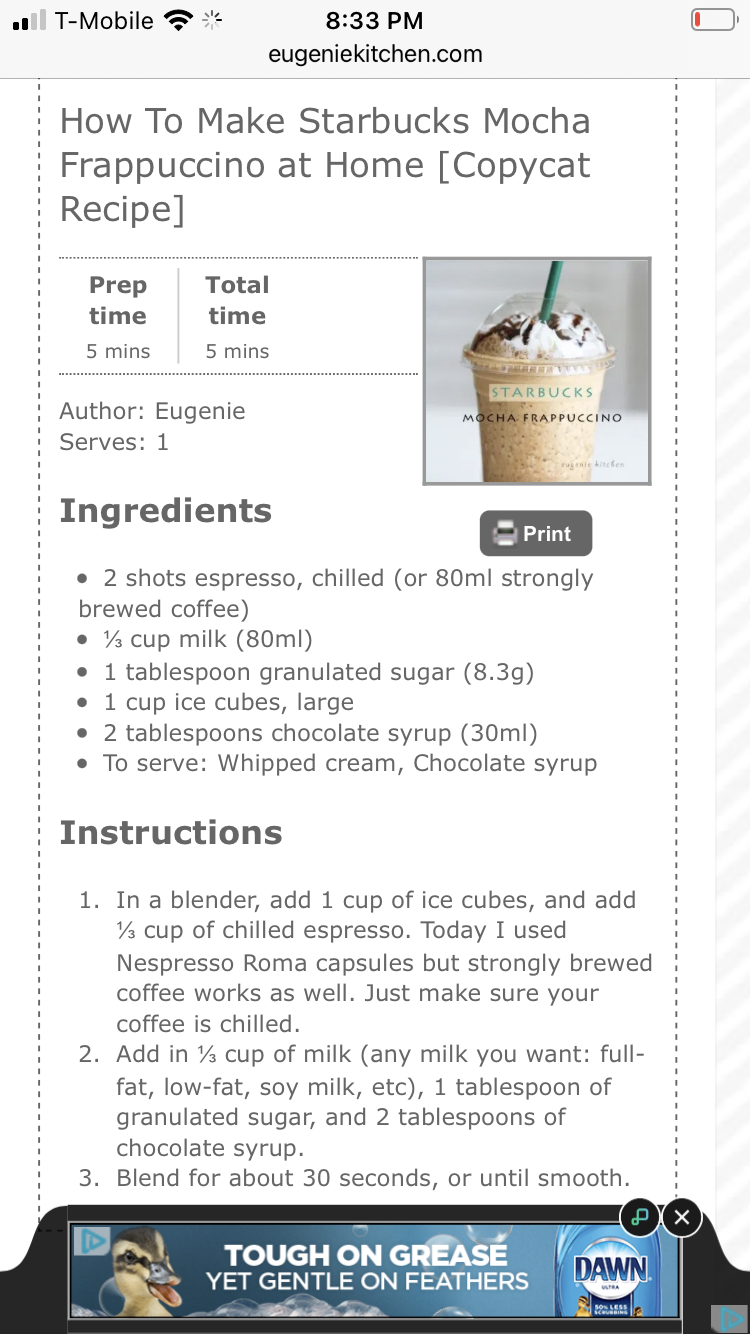 T-Mobile 8:33 PM
eugeniekitchen.com
How To Make Starbucks Mocha
Frappuccino at Home [Copycat
Recipe]
Prep
time
5 mins
Total
time
5 mins
STARBUCKS
MOCHA FRAPPUCCINO
eugenie kitchen
Author: Eugenie
Serves: 1
Ingredients
Print
• 2 shots espresso, chilled (or 80ml strongly
brewed coffee)
• ⅓ cup milk (80ml)
• 1 tablespoon granulated sugar (8.3g)
• 1 cup ice cubes, large
• 2 tablespoons chocolate syrup (30ml)
• To serve: Whipped cream, Chocolate syrup
Instructions
1. In a blender, add 1 cup of ice cubes, and add
⅓ cup of chilled espresso. Today I used
Nespresso Roma capsules but strongly brewed
coffee works as well. Just make sure your
coffee is chilled.
2. Add in ⅓ cup of milk (any milk you want: full-
fat, low-fat, soy milk, etc), 1 tablespoon of
granulated sugar, and 2 tablespoons of
chocolate syrup.
3. Blend for about 30 seconds, or until smooth.
TOUGH ON GREASE
YET GENTLE ON FEATHERS
DAWN
ULTRA
50% LESS
SCRUBBING